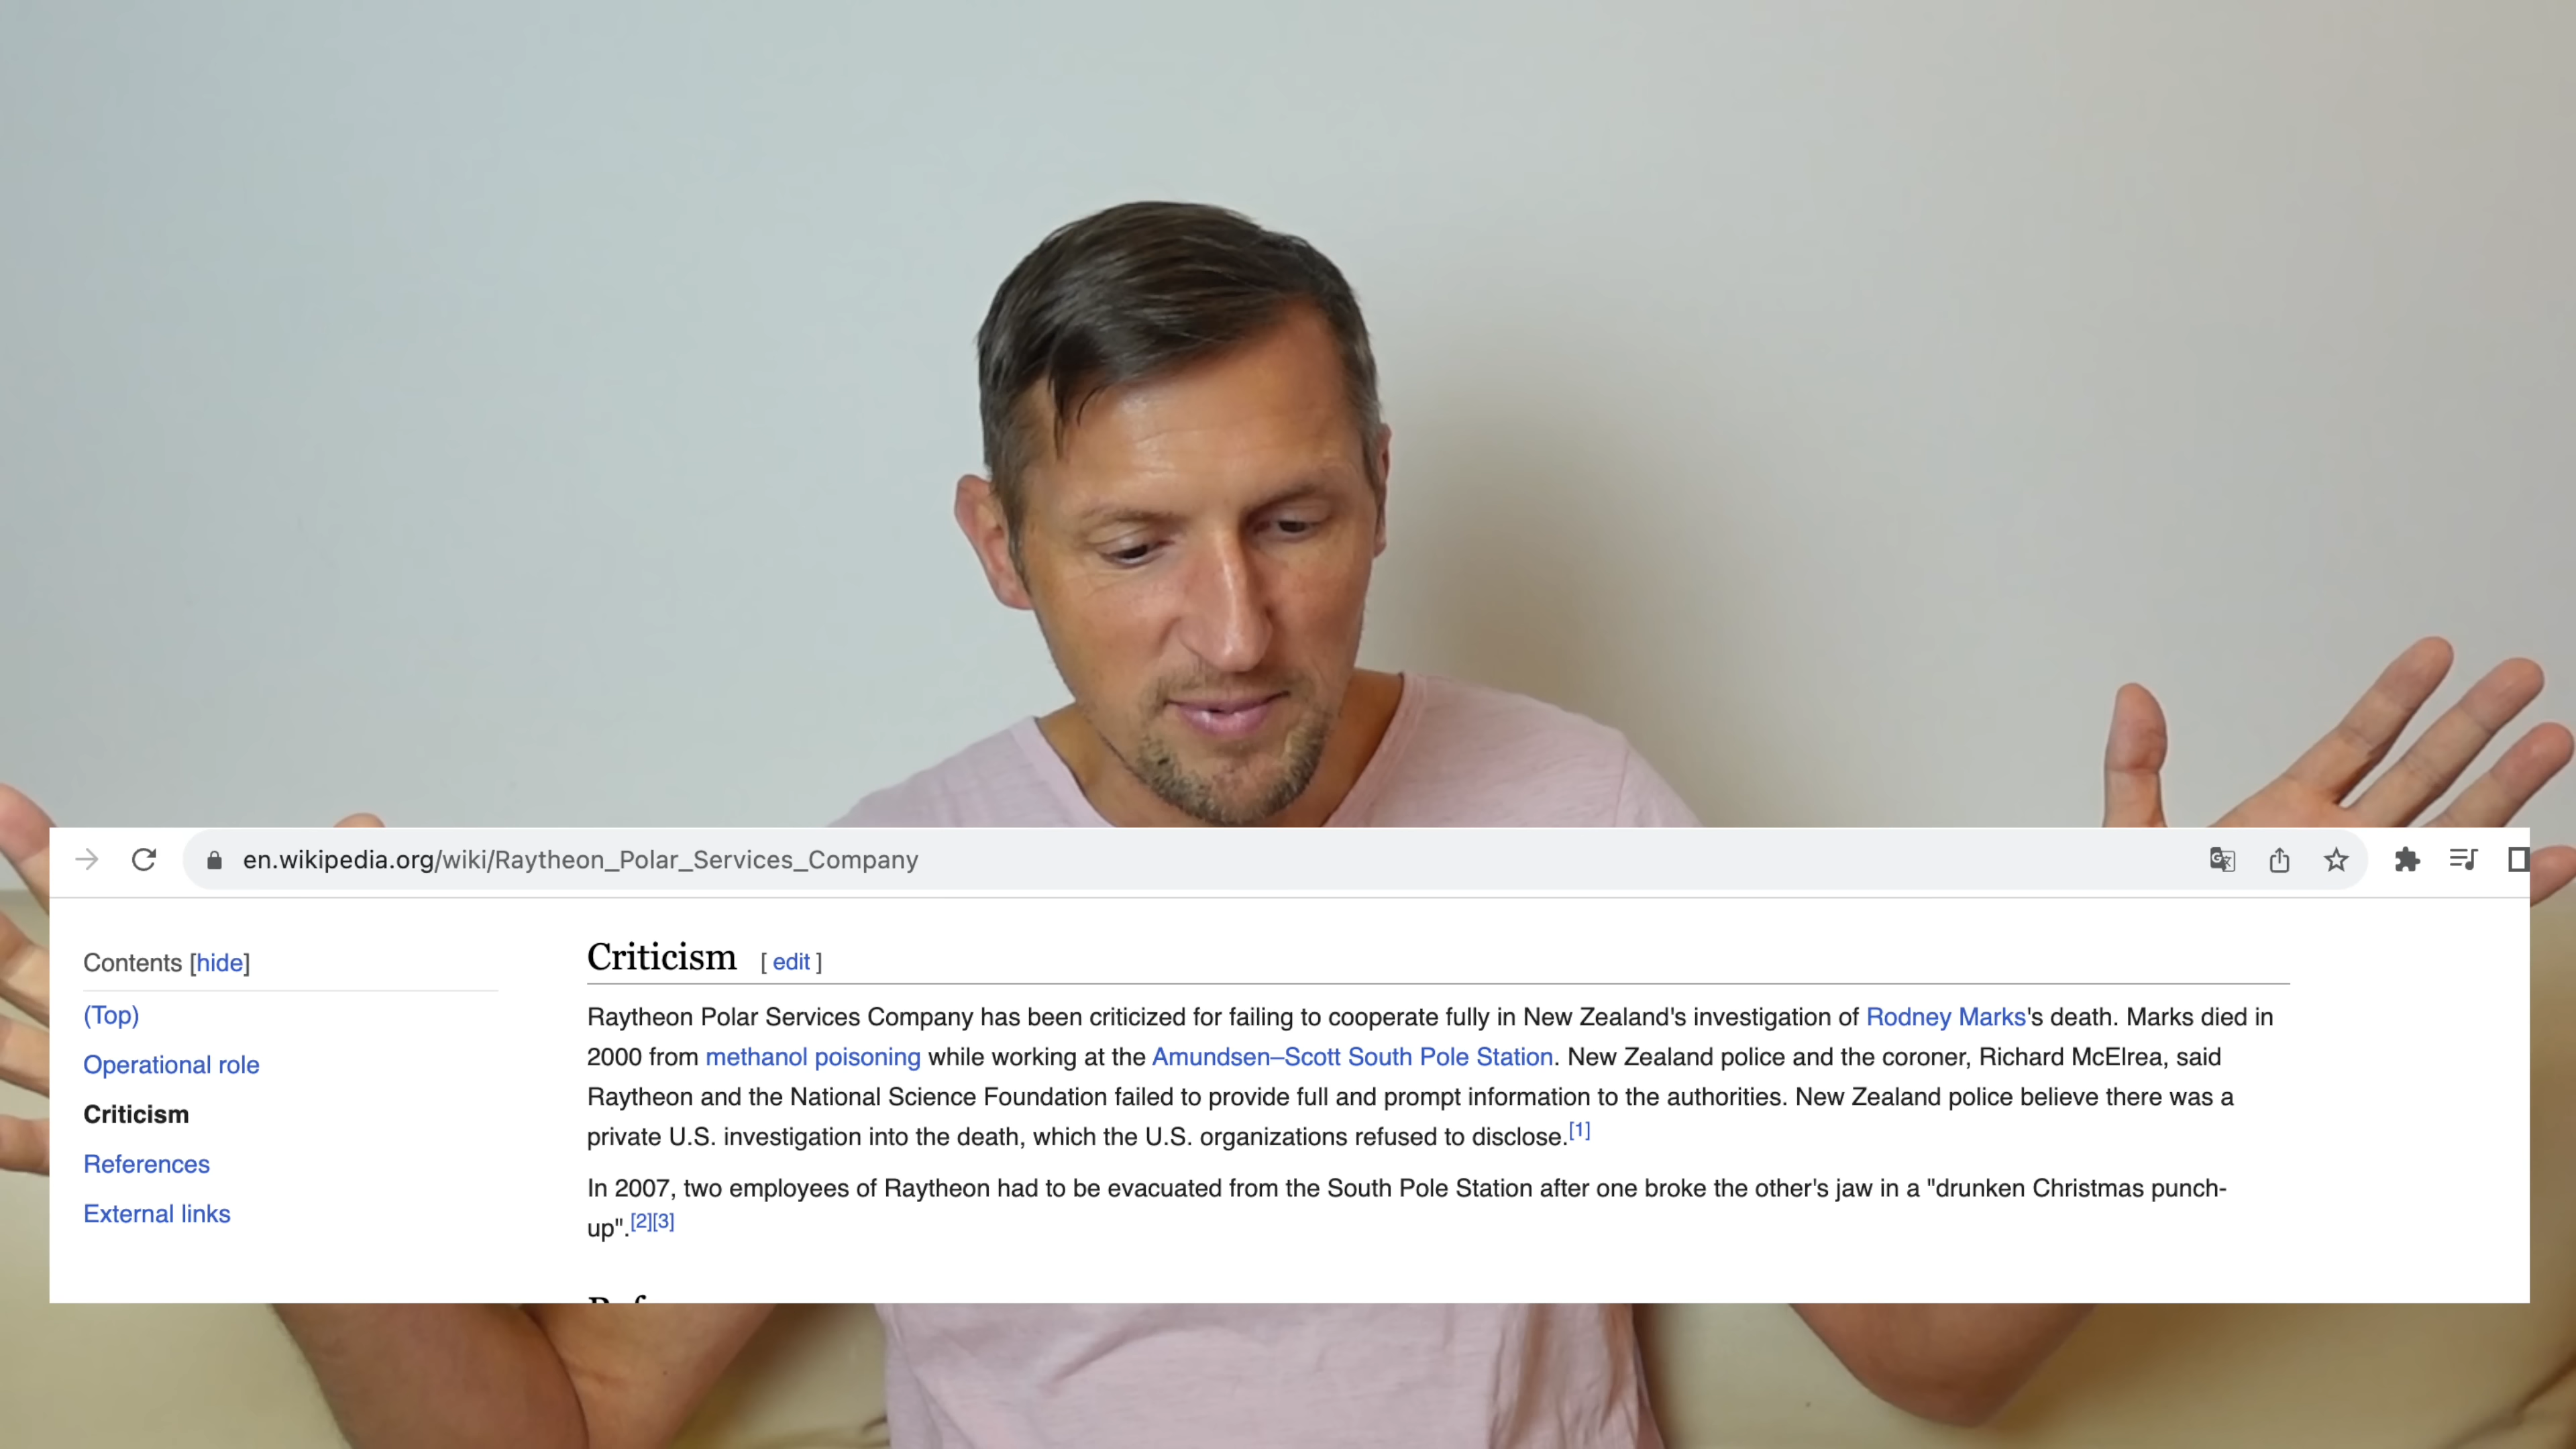 en.wikipedia.org/wiki/Raytheon_Polar_Services_Company
Contents [hide]
(Top)
Operational role
Criticism
References
External links
Criticism [ edit ]
Raytheon Polar Services Company has been criticized for failing to cooperate fully in New Zealand's investigation of Rodney Marks's death. Marks died in
2000 from methanol poisoning while working at the Amundsen–Scott South Pole Station. New Zealand police and the coroner, Richard McElrea, said
Raytheon and the National Science Foundation failed to provide full and prompt information to the authorities. New Zealand police believe there was a
private U.S. investigation into the death, which the U.S. organizations refused to disclose.[1]
In 2007, two employees of Raytheon had to be evacuated from the South Pole Station after one broke the other's jaw in a "drunken Christmas punch-
up".[2][3]